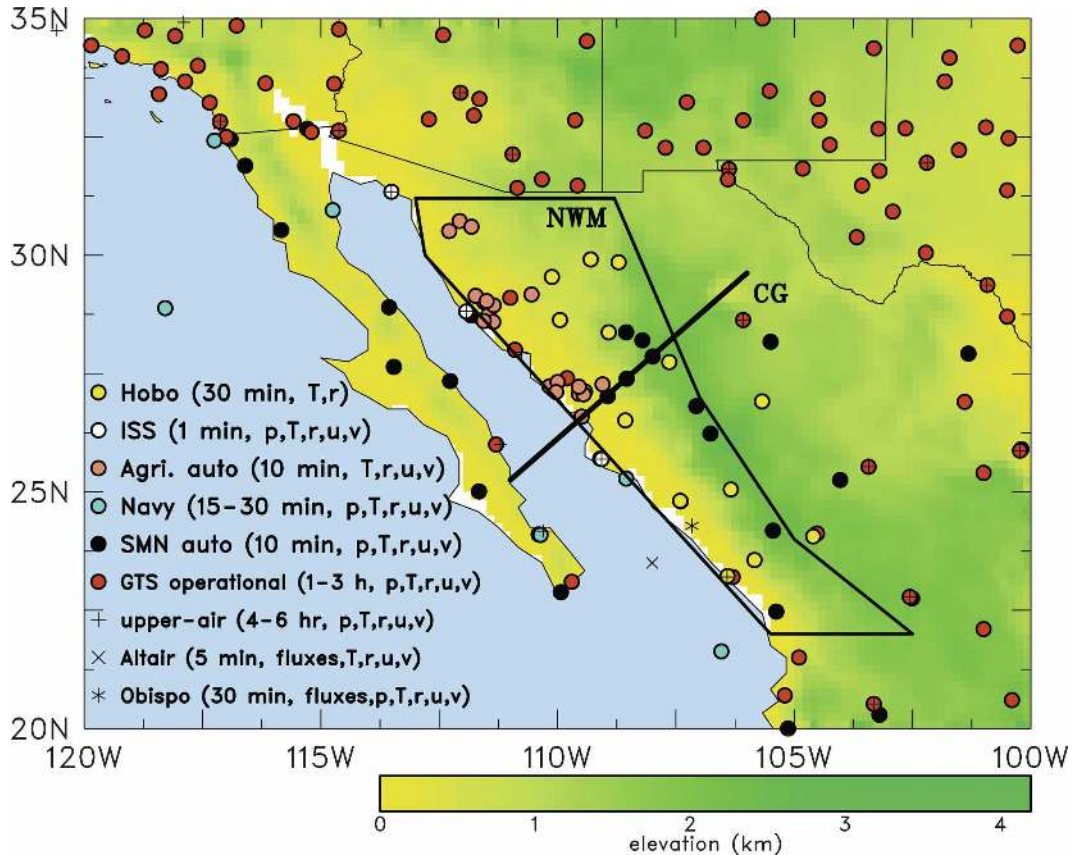 35N
30N
25N
20N
NWM
CG
Hobo (30 min, T,r)
ISS (1 min, p,T,r,u,v)
Agri. auto (10 min, T,r,u,v)
Navy (15-30 min, p,T,r,u,v)
SMN auto (10 min, p,T,r,u,v)
GTS operational (1-3 h, p,T,r,u,v)
upper-air (4-6 hr, p,T,r,u,v)
Altair (5 min, fluxes,T,r,u,v)
Obispo (30 min, fluxes,p,T,r,u,v)
120W 115W 110W 105W 100W
0 1 2 3 4
elevation (km)